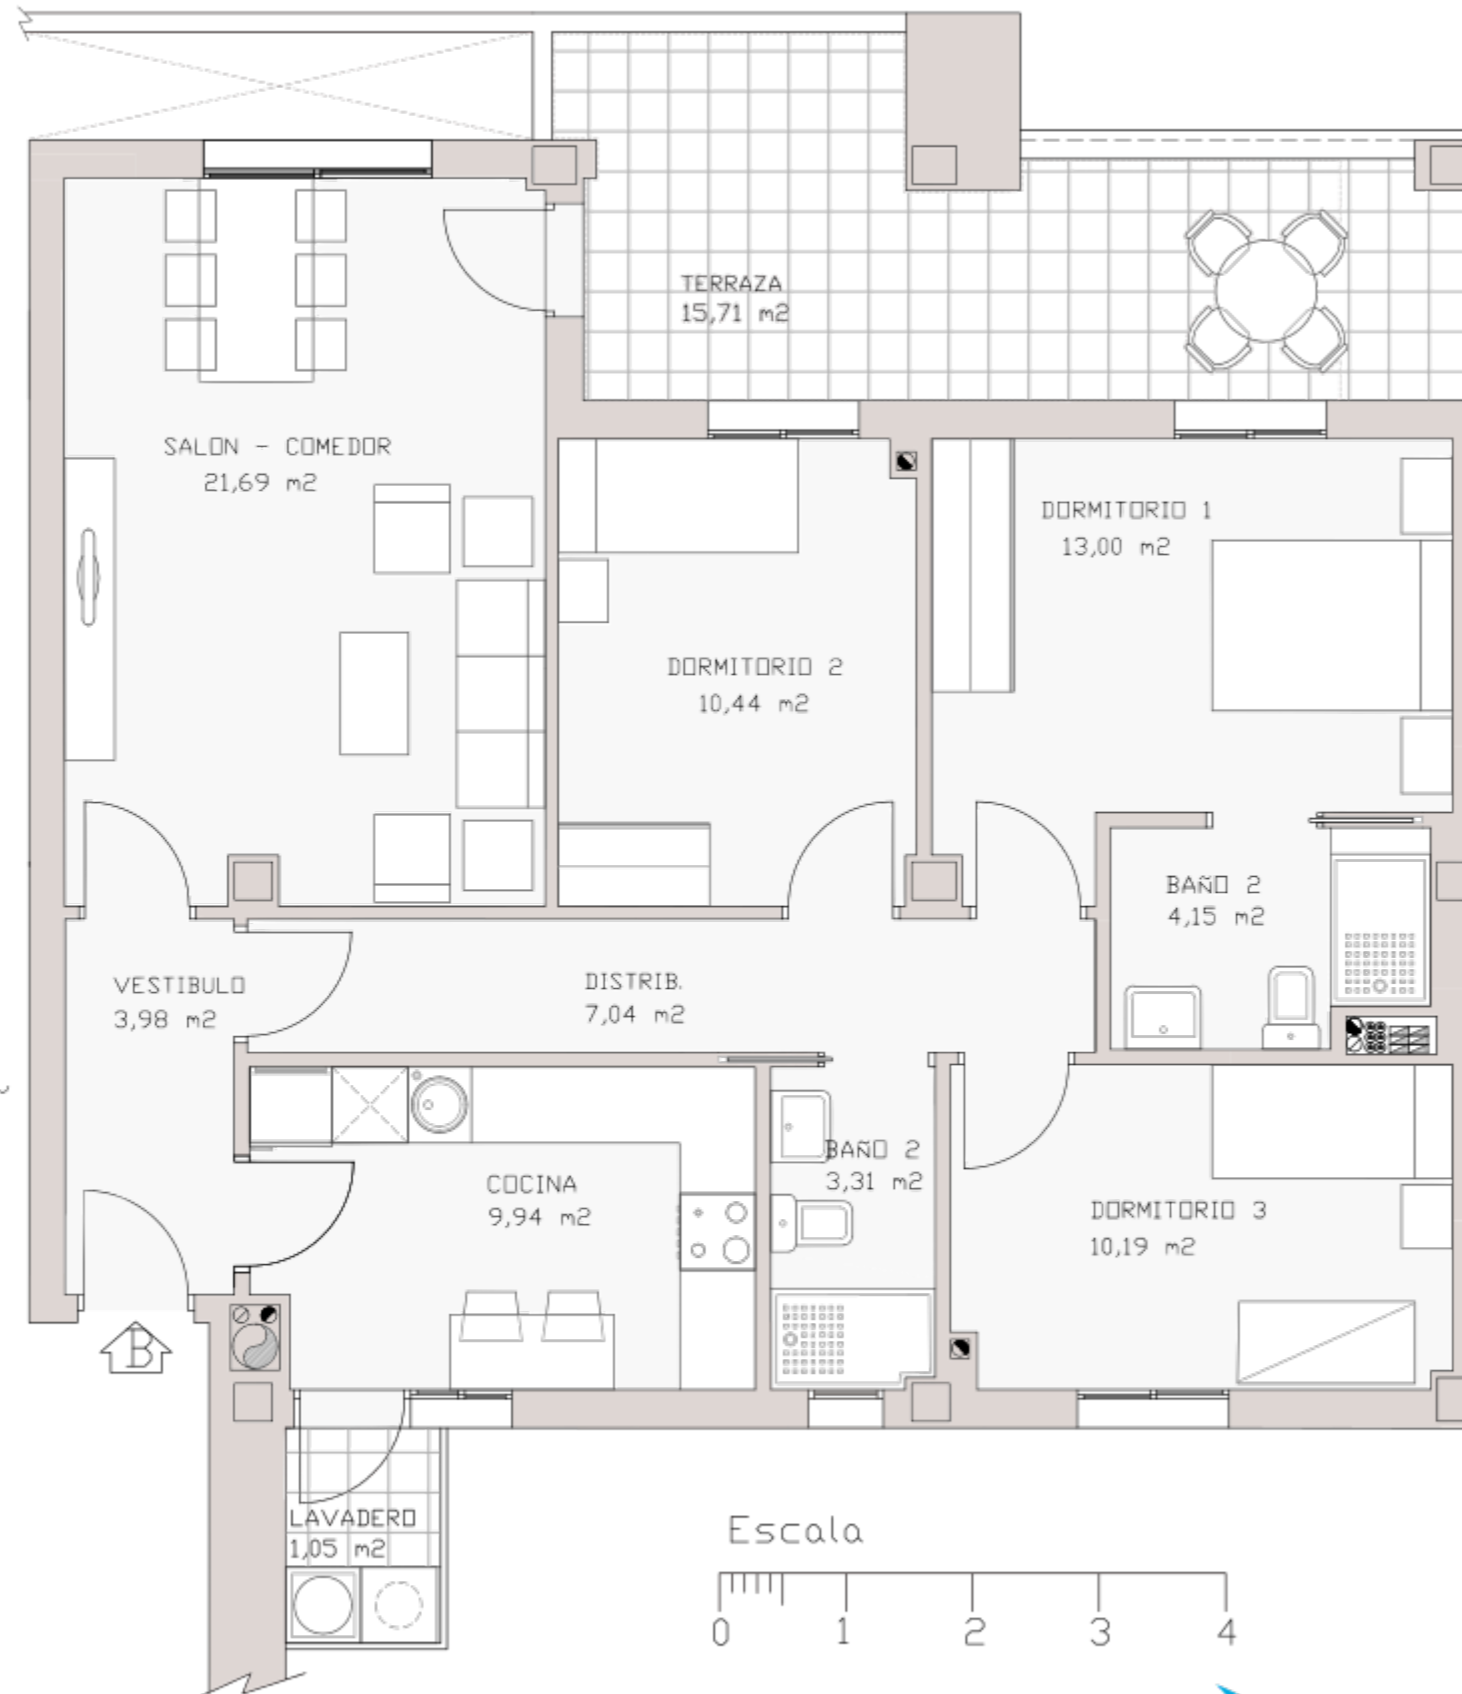 TERRAZA
15,71 m2
SALON - COMEDOR
21,69 m2
DORMITORIO 1
13,00 m2
DORMITORIO 2
10,44 m2
BAÑO 2
4,15 m2
VESTIBULO
3,98 m2
DISTRIB.
7,04 m2
COCINA
9,94 m2
BAÑO 2
3,31 m2
DORMITORIO 3
10,19 m2
B
LAVADERO
1,05 m2
Escala
0 1 2 3 4